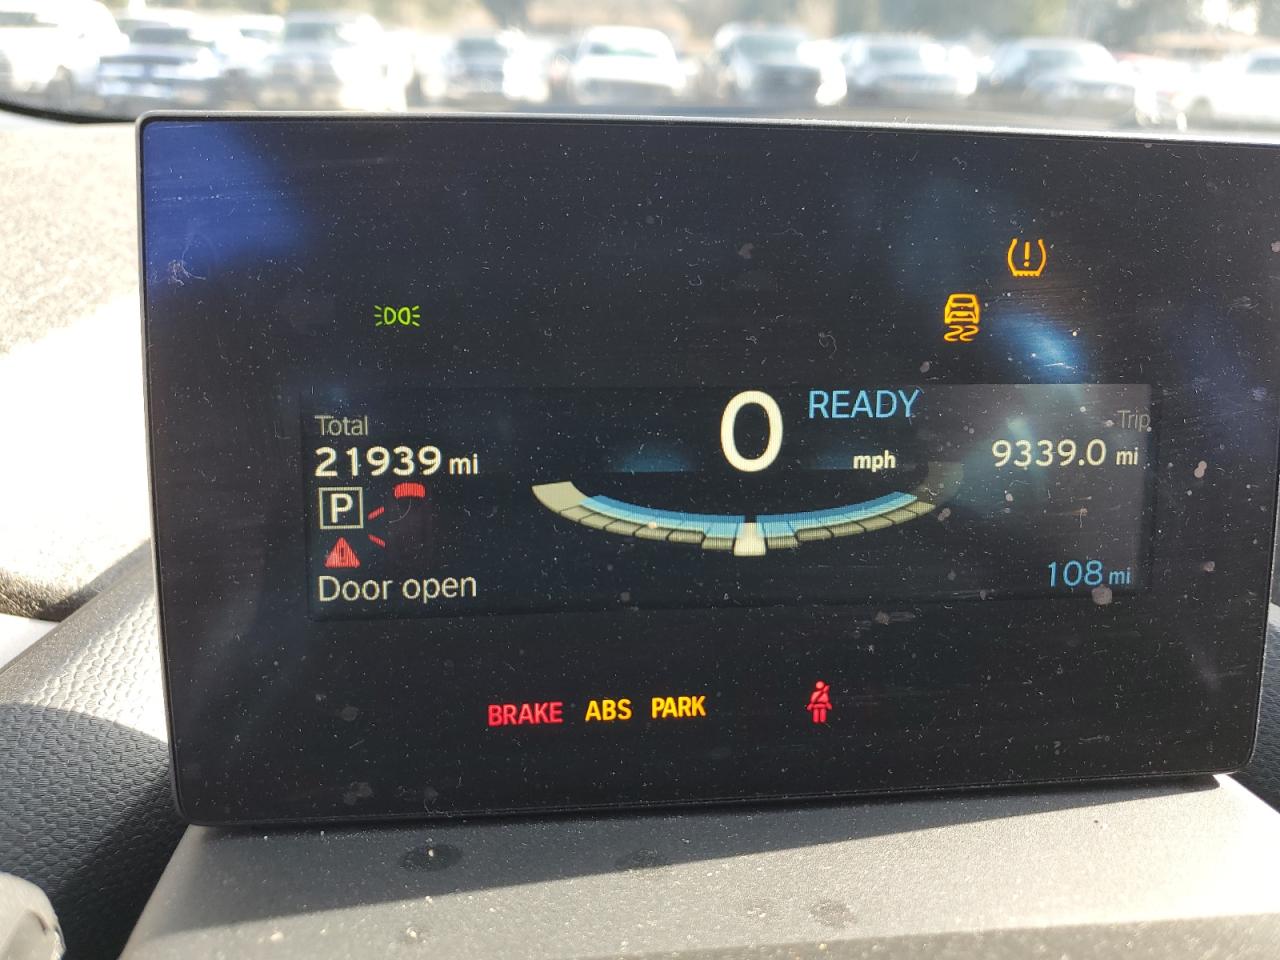 READY
0
mph
Total
21939 mi
Trip
9339.0 mi
P
Door open
108 mi
BRAKE ABS PARK